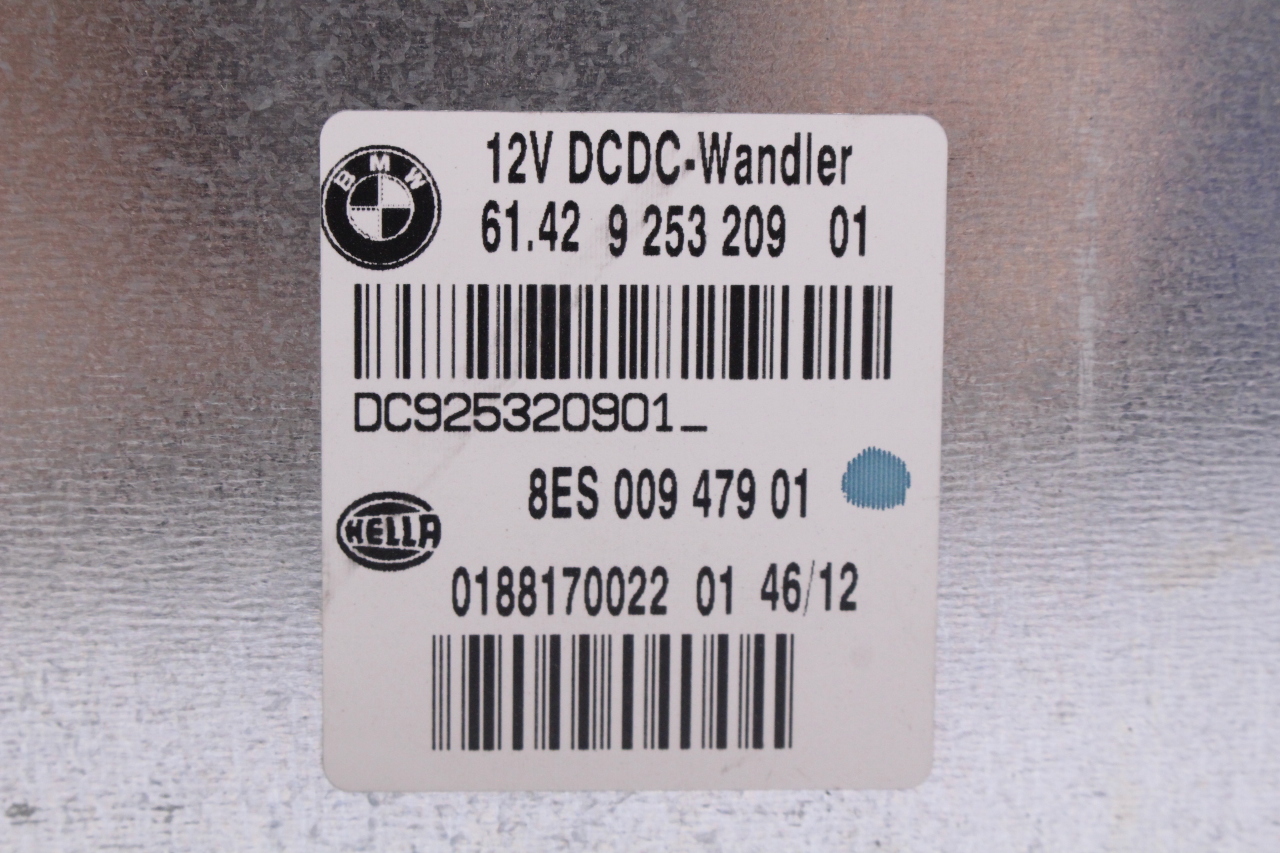 BMW
12V DCDC-Wandler
61.42 9 253 209 01
DC925320901_
8ES 009 479 01
HELLA
0188170022 01 46/12